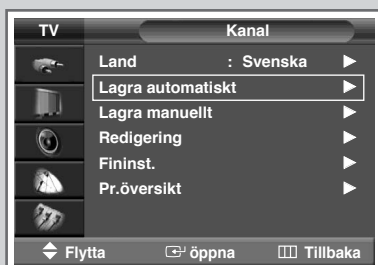 TV Kanal
Land : Svenska
Lagra automatiskt
Lagra manuellt
Redigering
Fininst.
Pr.översikt
Flytta öppna Tillbaka